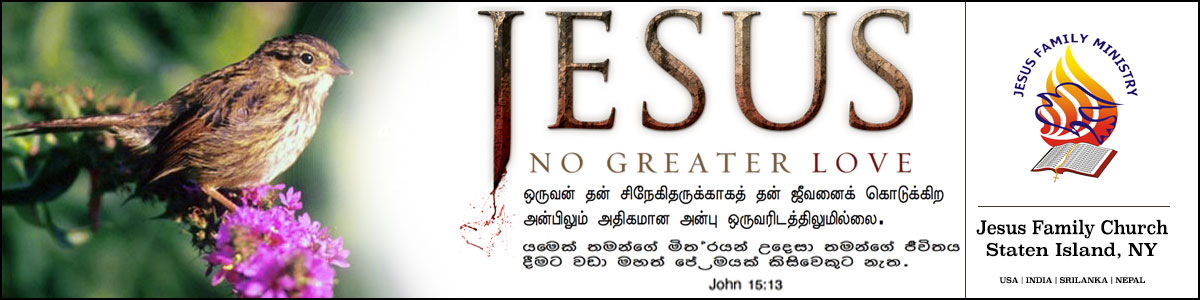 JESUS
NO GREATER LOVE
ஒருவன் தன் சிநேகிதருக்காகத் தன் ஜீவனைக் கொடுக்கிற
அன்பிலும் அதிகமான அன்பு ஒருவரிடத்திலுமில்லை.
යමෙක් තමන්ගේ මිත්‍රයන් උදෙසා තමන්ගේ ජීවිතය
දීමට වඩා මහත් ප්‍රේමයක් කිසිවෙකුට නැත.
John 15:13
JESUS FAMILY MINISTRY
Jesus Family Church
Staten Island, NY
USA | INDIA | SRILANKA | NEPAL